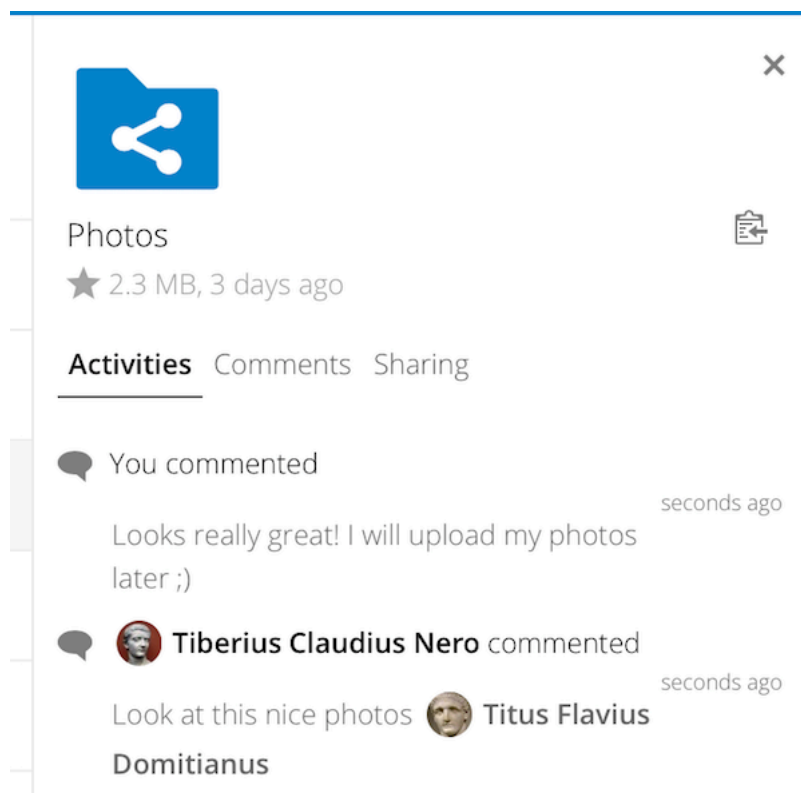 Photos
2.3 MB, 3 days ago
Activities Comments Sharing
You commented
seconds ago
Looks really great! I will upload my photos
later ;)
Tiberius Claudius Nero commented
seconds ago
Look at this nice photos Titus Flavius
Domitianus